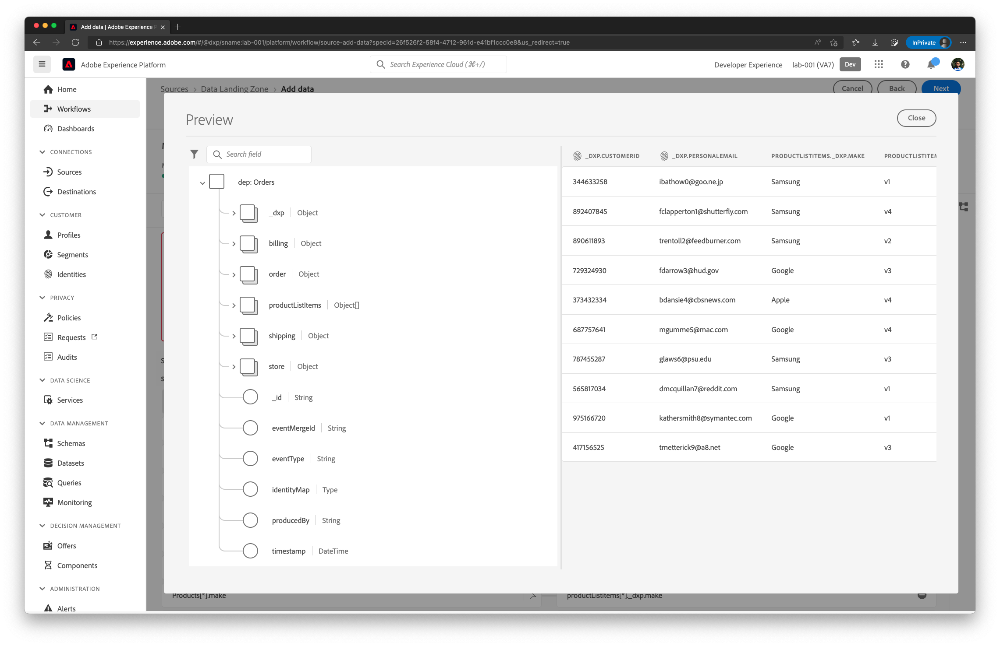 Add data | Adobe Experience P
https://experience.adobe.com/#/@dxp/sname:lab-001/platform/workflow/source-add-data?specId=26f526f2-58f4-4712-961d-e41bf1ccc0e8&us_redirect=true
InPrivate
Adobe Experience Platform
Search Experience Cloud (⌘+/)
Developer Experience
lab-001 (VA7)
Dev
Home
Workflows
Dashboards
CONNECTIONS
Sources
Destinations
CUSTOMER
Profiles
Segments
Identities
PRIVACY
Policies
Requests
Audits
DATA SCIENCE
Services
DATA MANAGEMENT
Schemas
Datasets
Queries
Monitoring
DECISION MANAGEMENT
Offers
Components
ADMINISTRATION
Alerts
Sources > Data Landing Zone > Add data
Cancel
Back
Next
Preview
Close
Search field
dep: Orders
_dxp | Object
billing | Object
order | Object
productListItems | Object[]
shipping | Object
store | Object
_id | String
eventMergeId | String
eventType | String
identityMap | Type
producedBy | String
timestamp | DateTime
_DXP.CUSTOMERID _DXP.PERSONALEMAIL PRODUCTLISTITEMS._DXP.MAKE PRODUCTLISTITEM
344633258 ibathow0@goo.ne.jp Samsung v1
892407845 fclapperton1@shutterfly.com Samsung v4
890611893 trentoll2@feedburner.com Samsung v2
729324930 fdarrow3@hud.gov Google v3
373432334 bdansie4@cbsnews.com Apple v4
687757641 mgumme5@mac.com Google v4
787455287 glaws6@psu.edu Samsung v3
565817034 dmcquillan7@reddit.com Samsung v1
975166720 kathersmith8@symantec.com Google v1
417156525 tmetterick9@a8.net Google v3
Products[*].make
productListItems[*]._dxp.make